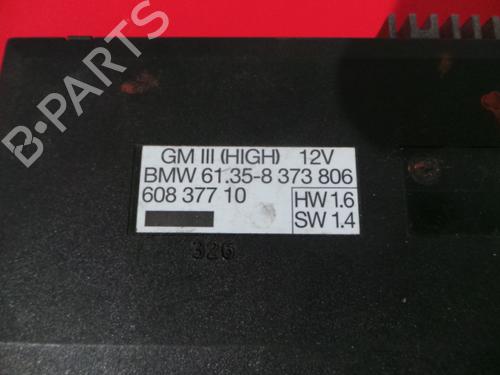 B-PARTS
GM III (HIGH) 12V
BMW 61.35-8 373 806
608 377 10
HW 1.6
SW 1.4
326